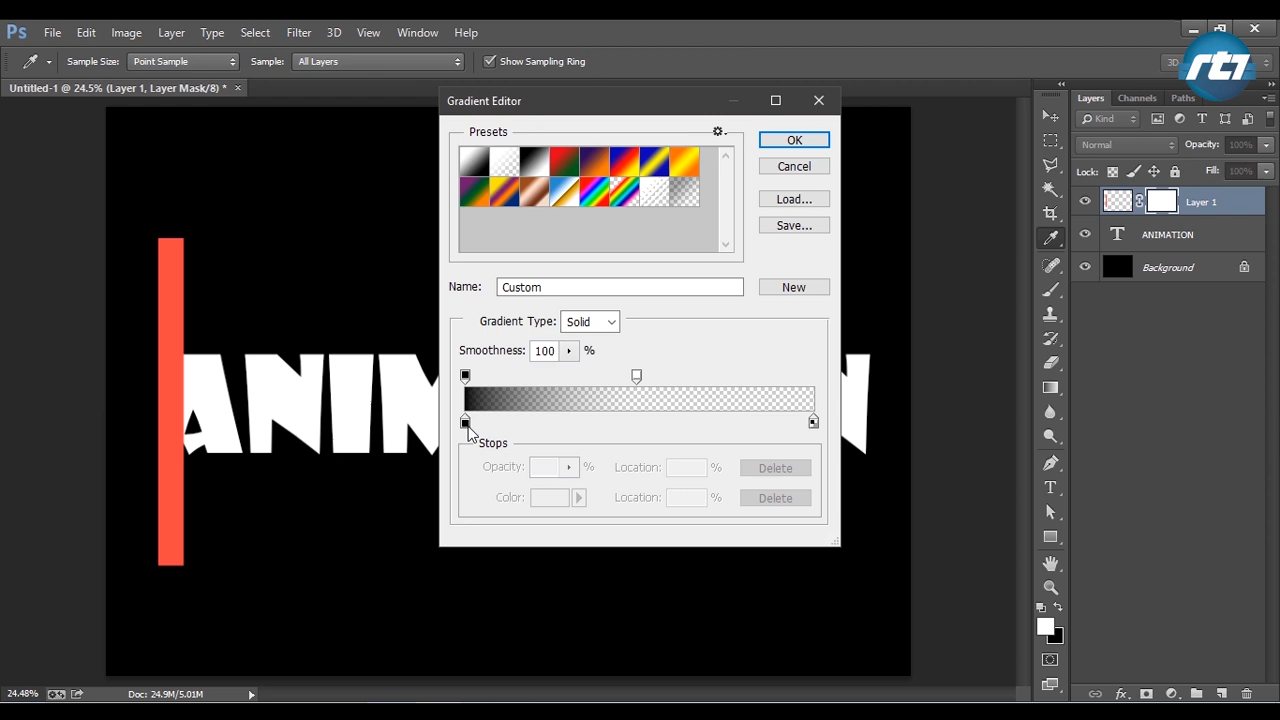 Ps File Edit Image Layer Type Select Filter 3D View Window Help
Sample Size: Point Sample Sample: All Layers Show Sampling Ring 3D
rt1
Untitled-1 @ 24.5% (Layer 1, Layer Mask/8) * ×
Gradient Editor
Presets
OK
Cancel
Load...
Save...
Name: Custom New
Gradient Type: Solid
Smoothness: 100 %
Stops
Opacity: % Location: % Delete
Color: Location: % Delete
ANIM N
Layers Channels Paths
Kind
Normal Opacity: 100%
Lock: Fill: 100%
Layer 1
T ANIMATION
Background
24.48% Doc: 24.9M/5.01M